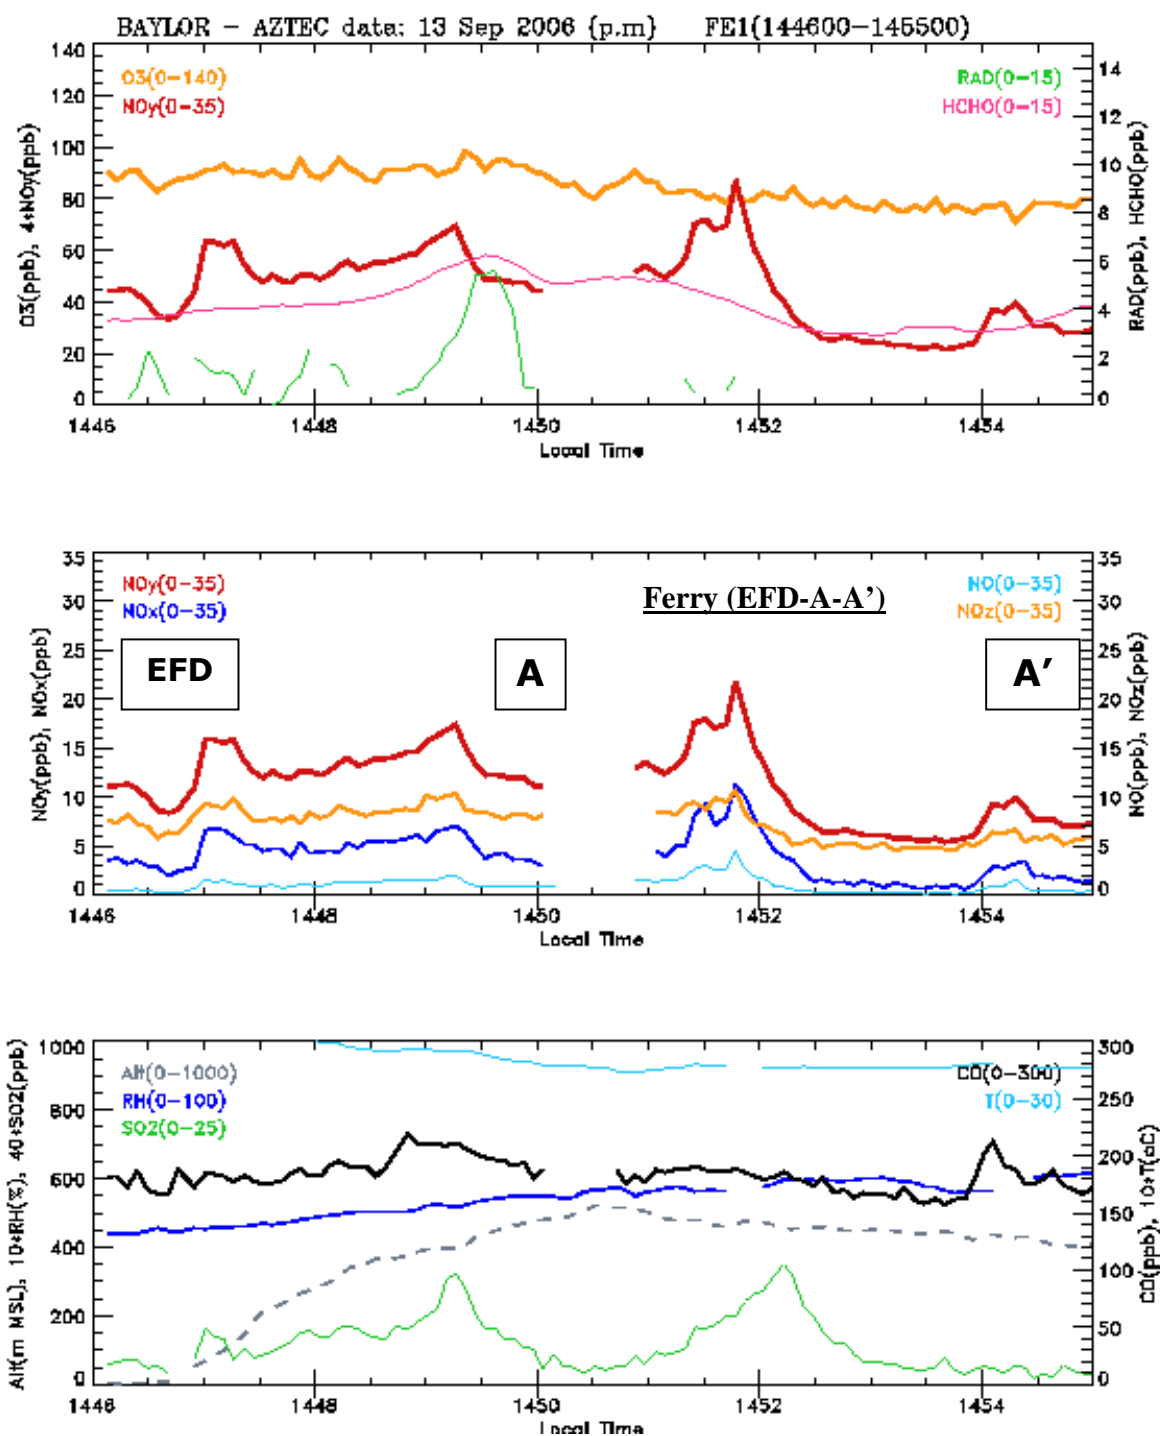 BAYLOR - AZTEC data: 13 Sep 2006 (p.m) FE1(144600-145500)
140
120
100
80
60
40
20
0
O3(0-140)
NOy(0-35)
RAD(0-15)
HCHO(0-15)
14
12
10
8
6
4
2
0
O3(ppb), 4*NOy(ppb)
RAD(ppb), HCHO(ppb)
1446 1448 1450 1452 1454
Local Time
35
30
25
20
15
10
5
0
NOy(0-35)
NOx(0-35)
Ferry (EFD-A-A’)
NO(0-35)
NOz(0-35)
EFD A A’
35
30
25
20
15
10
5
0
NOy(ppb), NOx(ppb)
NO(ppb), NOz(ppb)
1446 1448 1450 1452 1454
Local Time
1000
800
600
400
200
0
Alt(0-1000)
RH(0-100)
SO2(0-25)
CO(0-300)
T(0-30)
300
250
200
150
100
50
0
Alt(m MSL), 10*RH(%), 40*SO2(ppb)
CO(ppb), 10*T(oC)
1446 1448 1450 1452 1454
Local Time